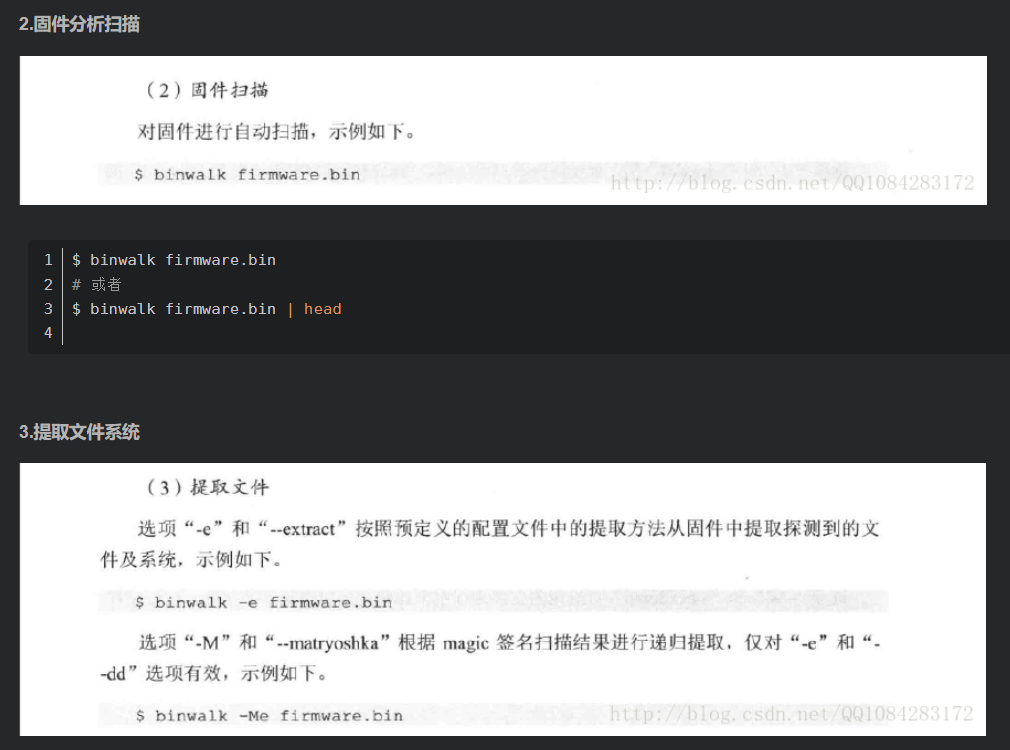 2.固件分析扫描
（2）固件扫描
对固件进行自动扫描，示例如下。
$ binwalk firmware.bin
http://blog.csdn.net/QQ1084283172
1 $ binwalk firmware.bin
2 # 或者
3 $ binwalk firmware.bin | head
4
3.提取文件系统
（3）提取文件
选项“-e”和“--extract”按照预定义的配置文件中的提取方法从固件中提取探测到的文
件及系统，示例如下。
$ binwalk -e firmware.bin
选项“-M”和“--matryoshka”根据 magic 签名扫描结果进行递归提取，仅对“-e”和“-
-dd”选项有效，示例如下。
$ binwalk -Me firmware.bin
http://blog.csdn.net/QQ1084283172